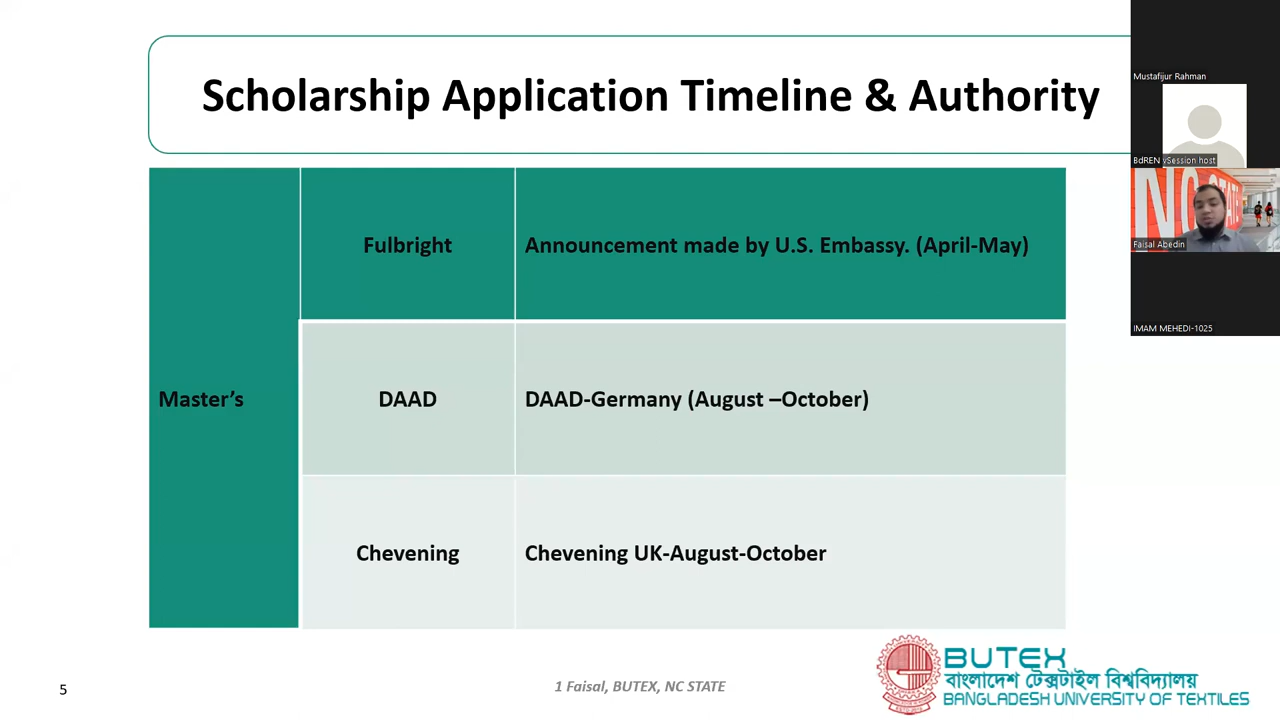 Scholarship Application Timeline & Authority
Mustafijur Rahman
BdREN vSession host
NC STATE
Faisal Abedin
IMAM MEHEDI-1025
Fulbright
Announcement made by U.S. Embassy. (April-May)
Master’s
DAAD
DAAD-Germany (August –October)
Chevening
Chevening UK-August-October
5
1 Faisal, BUTEX, NC STATE
BUTEX
বাংলাদেশ টেক্সটাইল বিশ্ববিদ্যালয়
BANGLADESH UNIVERSITY OF TEXTILES